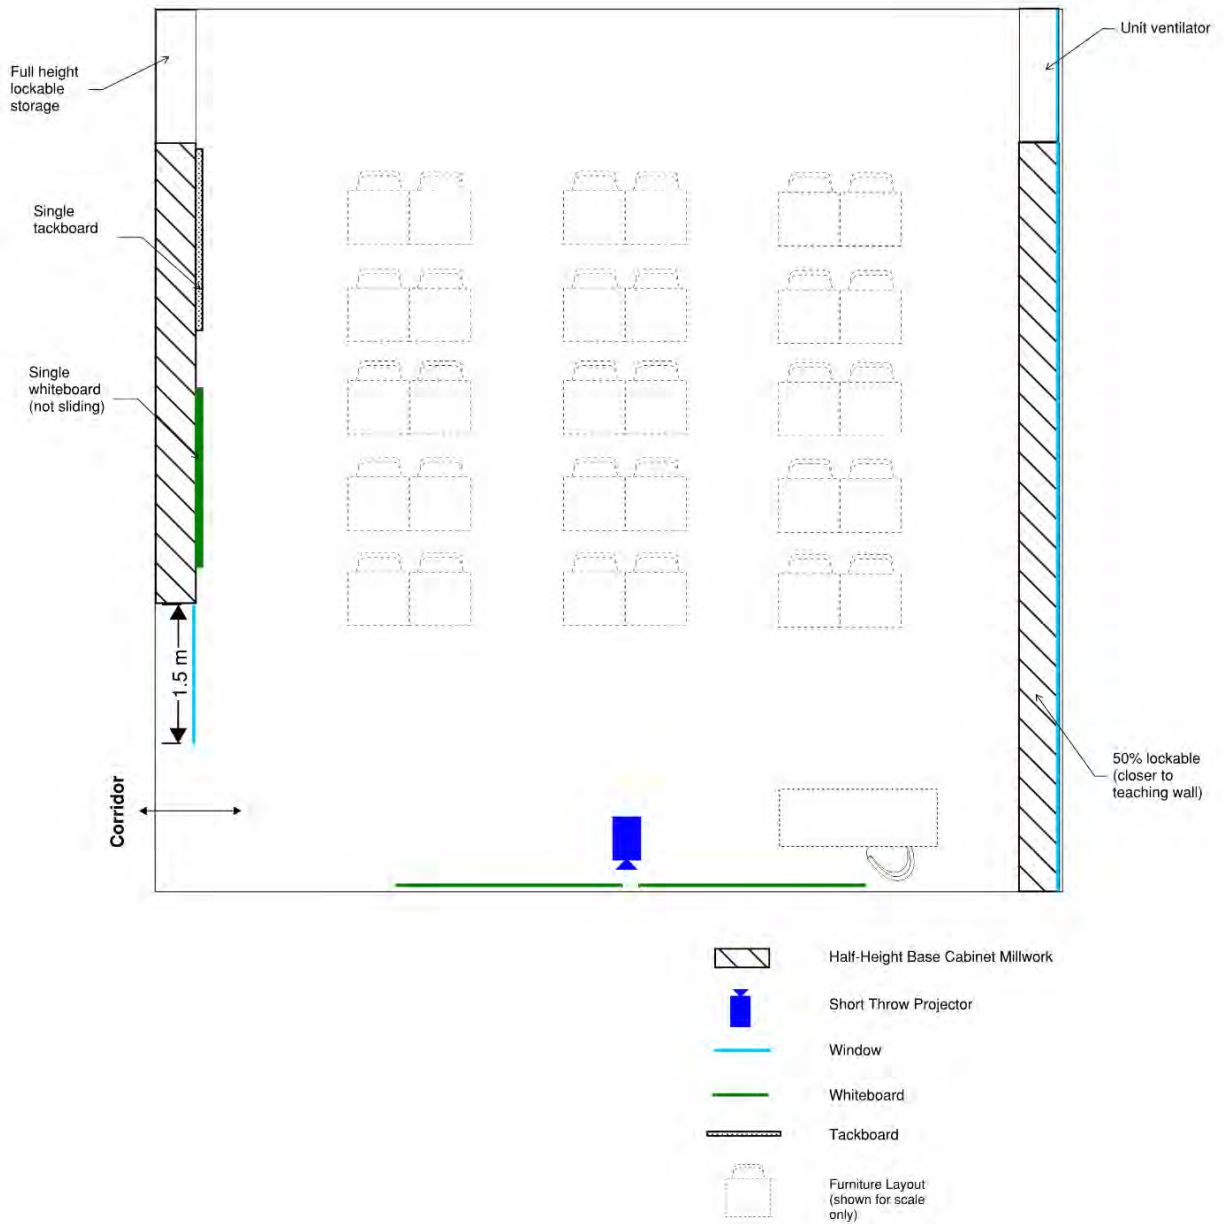 Unit ventilator
Full height
lockable
storage
Single
tackboard
Single
whiteboard
(not sliding)
1.5 m
50% lockable
(closer to
teaching wall)
Corridor
Half-Height Base Cabinet Millwork
Short Throw Projector
Window
Whiteboard
Tackboard
Furniture Layout
(shown for scale
only)